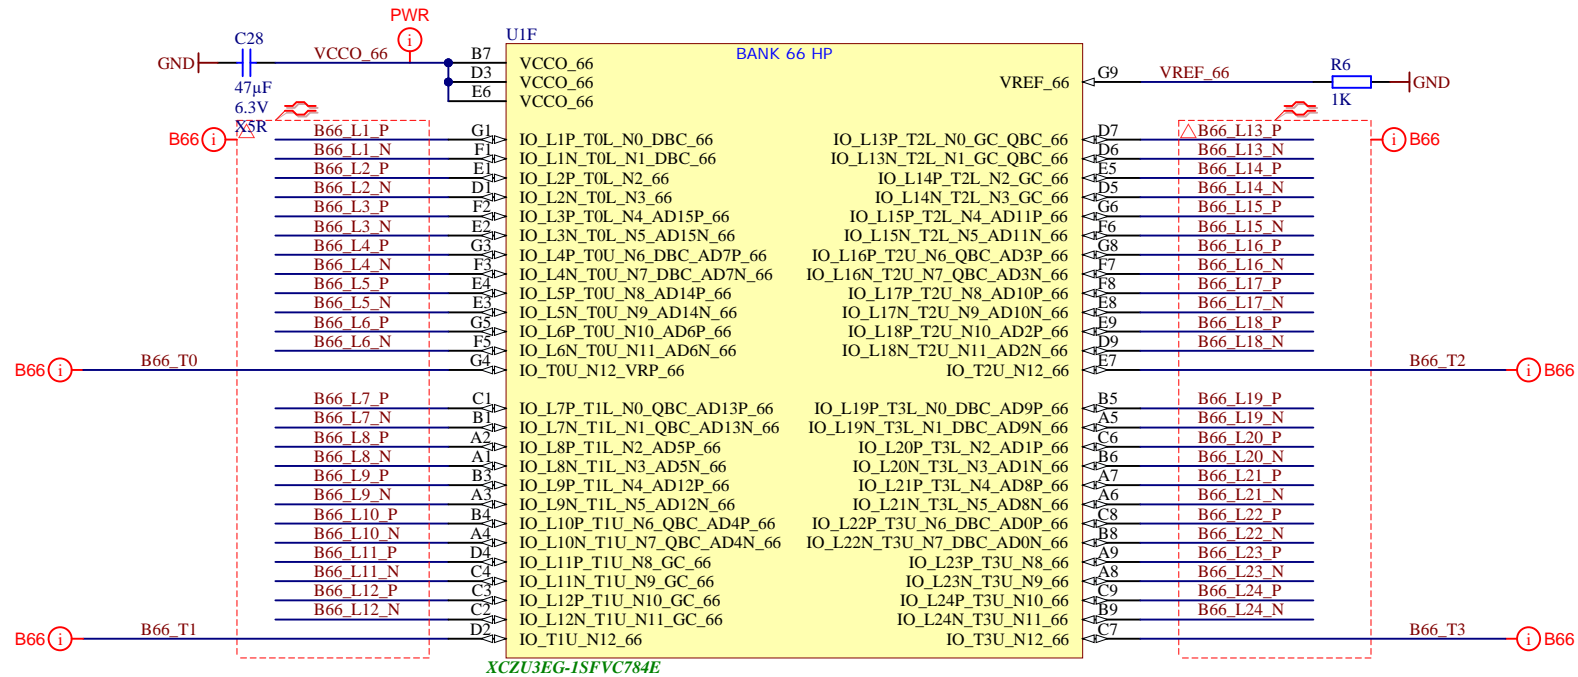 PWR
U1F
BANK 66 HP
C28
GND
VCCO_66
B7
VCCO_66
D3
VCCO_66
E6
VCCO_66
47µF
6.3V
X5R
VREF_66
G9
VREF_66
R6
1K
GND
B66
B66_L1_P G1 IO_L1P_T0L_N0_DBC_66
B66_L1_N F1 IO_L1N_T0L_N1_DBC_66
B66_L2_P E1 IO_L2P_T0L_N2_66
B66_L2_N D1 IO_L2N_T0L_N3_66
B66_L3_P F2 IO_L3P_T0L_N4_AD15P_66
B66_L3_N E2 IO_L3N_T0L_N5_AD15N_66
B66_L4_P G3 IO_L4P_T0U_N6_DBC_AD7P_66
B66_L4_N F3 IO_L4N_T0U_N7_DBC_AD7N_66
B66_L5_P E4 IO_L5P_T0U_N8_AD14P_66
B66_L5_N E3 IO_L5N_T0U_N9_AD14N_66
B66_L6_P G5 IO_L6P_T0U_N10_AD6P_66
B66_L6_N F5 IO_L6N_T0U_N11_AD6N_66
B66 B66_T0 G4 IO_T0U_N12_VRP_66
B66_L7_P C1 IO_L7P_T1L_N0_QBC_AD13P_66
B66_L7_N B1 IO_L7N_T1L_N1_QBC_AD13N_66
B66_L8_P A2 IO_L8P_T1L_N2_AD5P_66
B66_L8_N A1 IO_L8N_T1L_N3_AD5N_66
B66_L9_P B3 IO_L9P_T1L_N4_AD12P_66
B66_L9_N A3 IO_L9N_T1L_N5_AD12N_66
B66_L10_P B4 IO_L10P_T1U_N6_QBC_AD4P_66
B66_L10_N A4 IO_L10N_T1U_N7_QBC_AD4N_66
B66_L11_P D4 IO_L11P_T1U_N8_GC_66
B66_L11_N C4 IO_L11N_T1U_N9_GC_66
B66_L12_P C3 IO_L12P_T1U_N10_GC_66
B66_L12_N C2 IO_L12N_T1U_N11_GC_66
B66 B66_T1 D2 IO_T1U_N12_66
IO_L13P_T2L_N0_GC_QBC_66 D7 B66_L13_P
B66
IO_L13N_T2L_N1_GC_QBC_66 D6 B66_L13_N
IO_L14P_T2L_N2_GC_66 E5 B66_L14_P
IO_L14N_T2L_N3_GC_66 D5 B66_L14_N
IO_L15P_T2L_N4_AD11P_66 G6 B66_L15_P
IO_L15N_T2L_N5_AD11N_66 F6 B66_L15_N
IO_L16P_T2U_N6_QBC_AD3P_66 G8 B66_L16_P
IO_L16N_T2U_N7_QBC_AD3N_66 F7 B66_L16_N
IO_L17P_T2U_N8_AD10P_66 F8 B66_L17_P
IO_L17N_T2U_N9_AD10N_66 E8 B66_L17_N
IO_L18P_T2U_N10_AD2P_66 E9 B66_L18_P
IO_L18N_T2U_N11_AD2N_66 D9 B66_L18_N
IO_T2U_N12_66 E7 B66_T2 B66
IO_L19P_T3L_N0_DBC_AD9P_66 B5 B66_L19_P
IO_L19N_T3L_N1_DBC_AD9N_66 A5 B66_L19_N
IO_L20P_T3L_N2_AD1P_66 C6 B66_L20_P
IO_L20N_T3L_N3_AD1N_66 B6 B66_L20_N
IO_L21P_T3L_N4_AD8P_66 A7 B66_L21_P
IO_L21N_T3L_N5_AD8N_66 A6 B66_L21_N
IO_L22P_T3U_N6_DBC_AD0P_66 C8 B66_L22_P
IO_L22N_T3U_N7_DBC_AD0N_66 B8 B66_L22_N
IO_L23P_T3U_N8_66 A9 B66_L23_P
IO_L23N_T3U_N9_66 A8 B66_L23_N
IO_L24P_T3U_N10_66 C9 B66_L24_P
IO_L24N_T3U_N11_66 B9 B66_L24_N
IO_T3U_N12_66 C7 B66_T3 B66
XCZU3EG-1SFVC784E